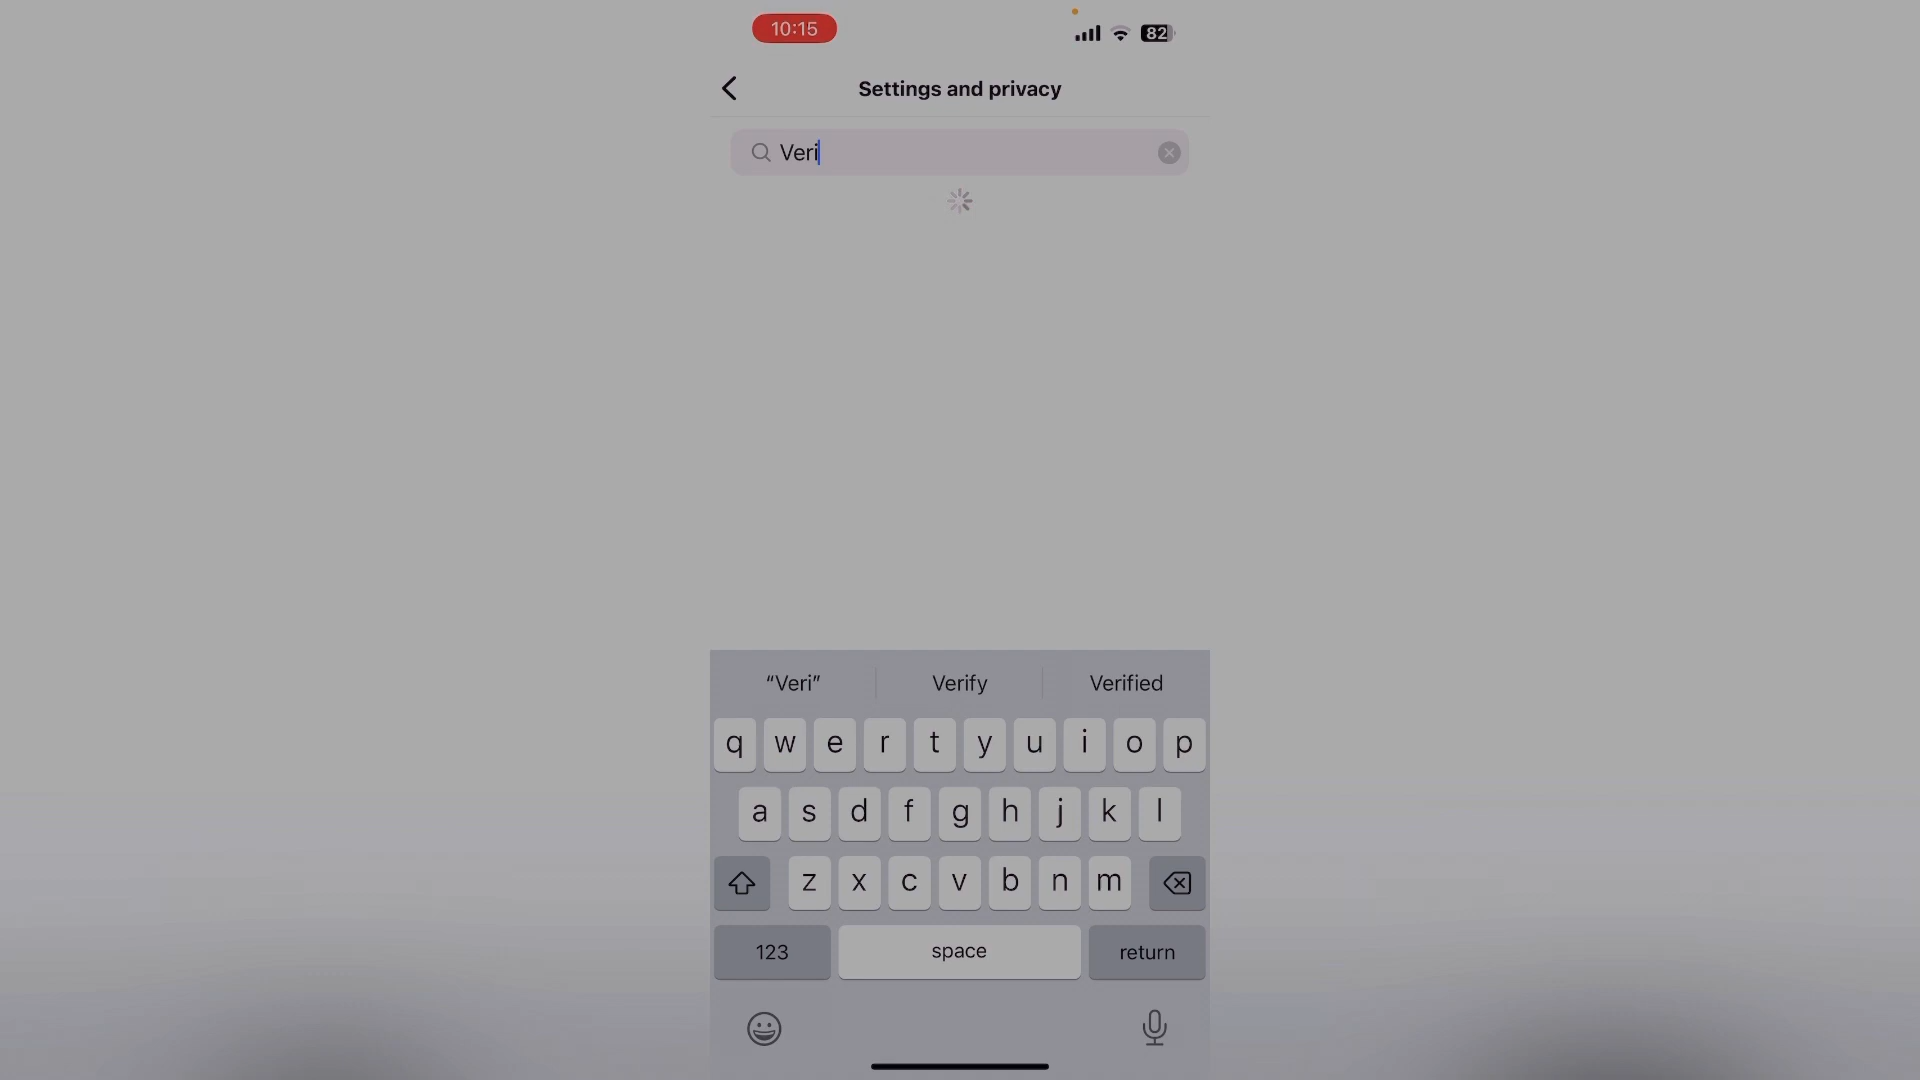 10:15
82
Settings and privacy
Veri
“Veri”
Verify
Verified
q w e r t y u i o p
a s d f g h j k l
z x c v b n m
123
space
return